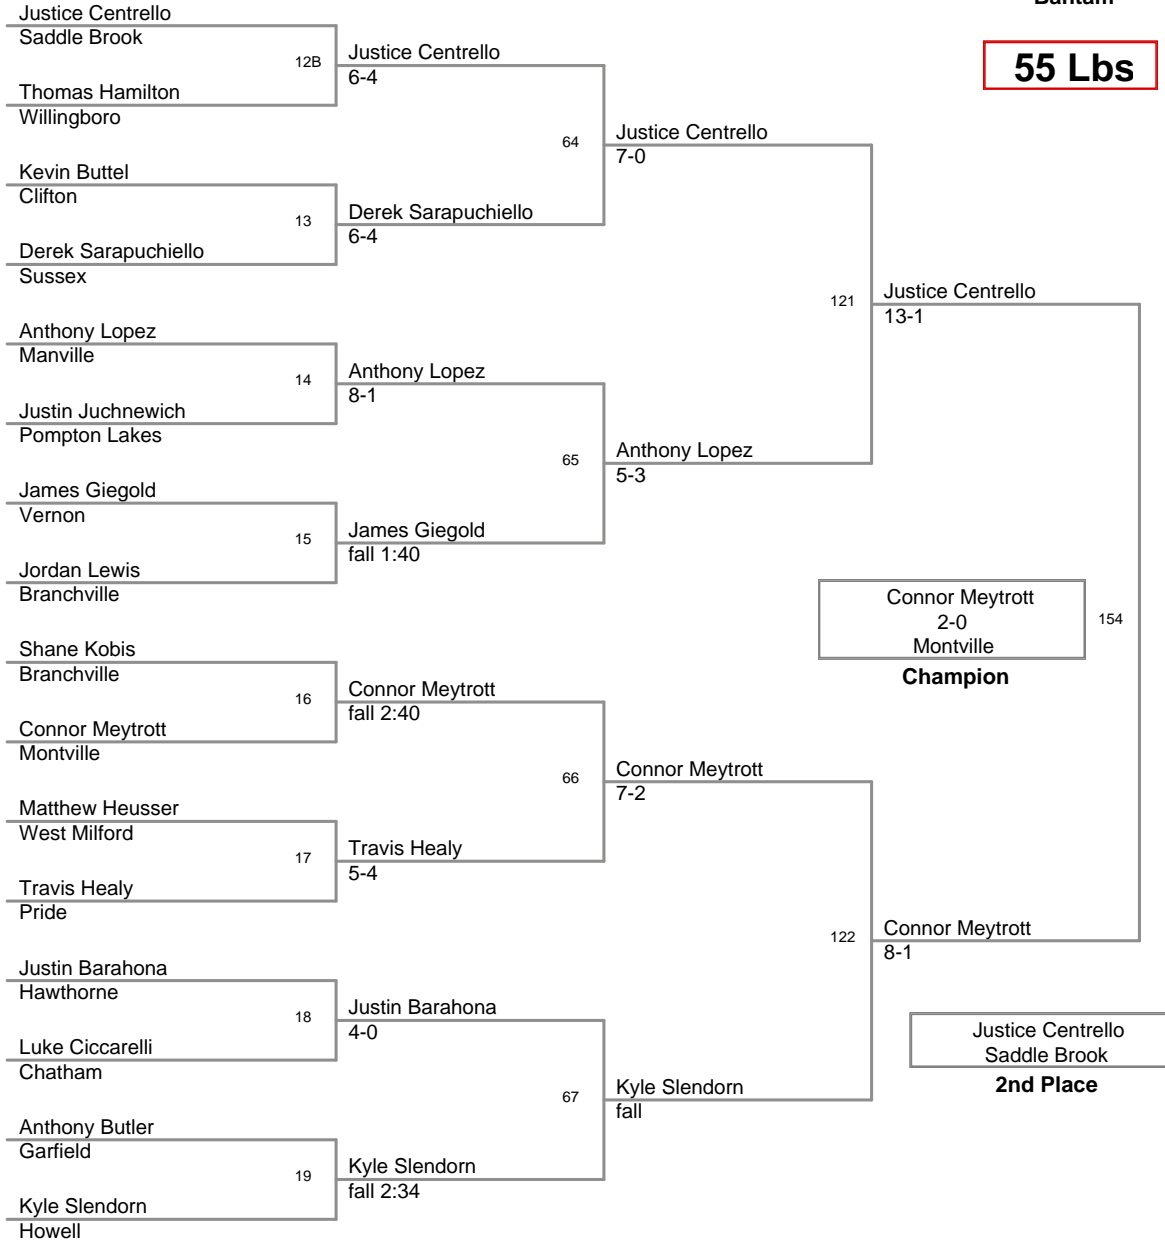 Bantam
55 Lbs
Justice Centrello
Saddle Brook
12B
Thomas Hamilton
Willingboro
Kevin Buttel
Clifton
13
Derek Sarapuchiello
Sussex
Anthony Lopez
Manville
14
Justin Juchnewich
Pompton Lakes
James Giegold
Vernon
15
Jordan Lewis
Branchville
Shane Kobis
Branchville
16
Connor Meytrott
Montville
Matthew Heusser
West Milford
17
Travis Healy
Pride
Justin Barahona
Hawthorne
18
Luke Ciccarelli
Chatham
Anthony Butler
Garfield
19
Kyle Slendorn
Howell
Justice Centrello
6-4
64
Derek Sarapuchiello
6-4
Anthony Lopez
8-1
65
James Giegold
fall 1:40
Connor Meytrott
fall 2:40
66
Travis Healy
5-4
Justin Barahona
4-0
67
Kyle Slendorn
fall 2:34
Justice Centrello
7-0
121
Anthony Lopez
5-3
Connor Meytrott
7-2
122
Kyle Slendorn
fall
Justice Centrello
13-1
154
Connor Meytrott
8-1
Connor Meytrott
2-0
Montville
Champion
Justice Centrello
Saddle Brook
2nd Place